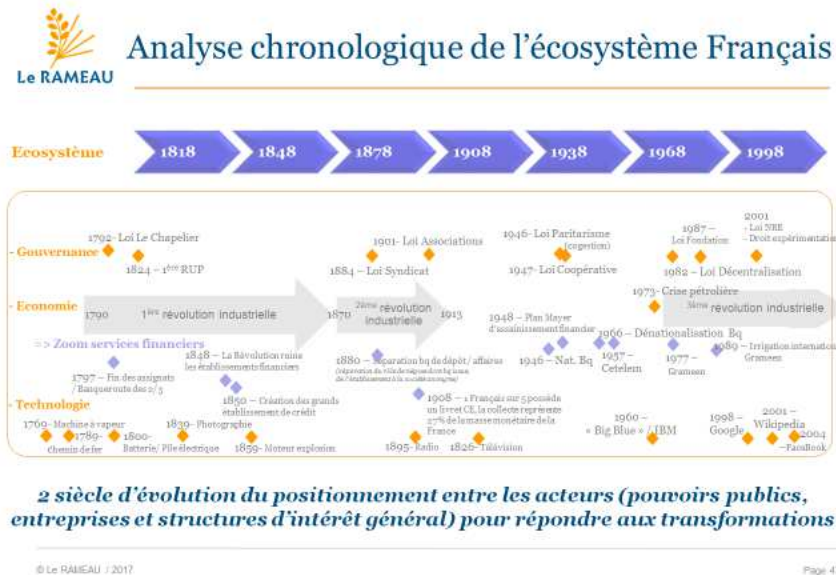 Le RAMEAU
Analyse chronologique de l'écosystème Français
Ecosystème
1818
1848
1878
1908
1938
1968
1998
- Gouvernance
1792- Loi Le Chapelier
1824 – 1ère RUP
1901- Loi Associations
1884 – Loi Syndicat
1946- Loi Paritarisme
(cogestion)
1947- Loi Coopérative
1987 –
Loi Fondation
1982 – Loi Décentralisation
2001
- Loi NRE
- Droit expérimentation
- Economie
1790
1ère révolution industrielle
1870
2ème révolution
industrielle
1913
1973- Crise pétrolière
3ème révolution industrielle
=> Zoom services financiers
1797 – Fin des assignats
/ Banqueroute des 2/3
1848 – La Révolution ruine
les établissements financiers
1850 – Création des grands
établissement de crédit
1880 – Séparation bq de dépôt / affaires
1908 – 1 Français sur 5 possède
un livret CE, la collecte représente
27% de la masse monétaire de la
France
1948 – Plan Mayer
d'assainissement financier
1946 – Nat. Bq
1966 – Dénationalisation Bq
1957 –
Cetelem
1977 –
Grameen
1989 – Irrigation internation
Grameen
- Technologie
1769- Machine à vapeur
1789-
Chemin de fer
1800-
Batterie/ Pile électrique
1839- Photographie
1859- Moteur explosion
1895- Radio
1826- Télévision
1960 –
« Big Blue » / IBM
1998 –
Google
2001 –
Wikipedia
2004
– FaceBook
2 siècle d'évolution du positionnement entre les acteurs (pouvoirs publics,
entreprises et structures d'intérêt général) pour répondre aux transformations
© Le RAMEAU / 2017
Page 4